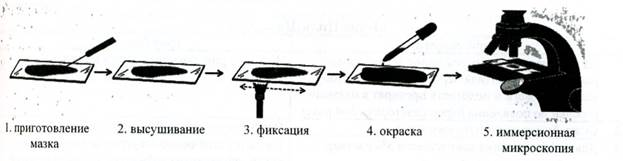 1. приготовление
мазка
2. высушивание
3. фиксация
4. окраска
5. иммерсионная
микроскопия